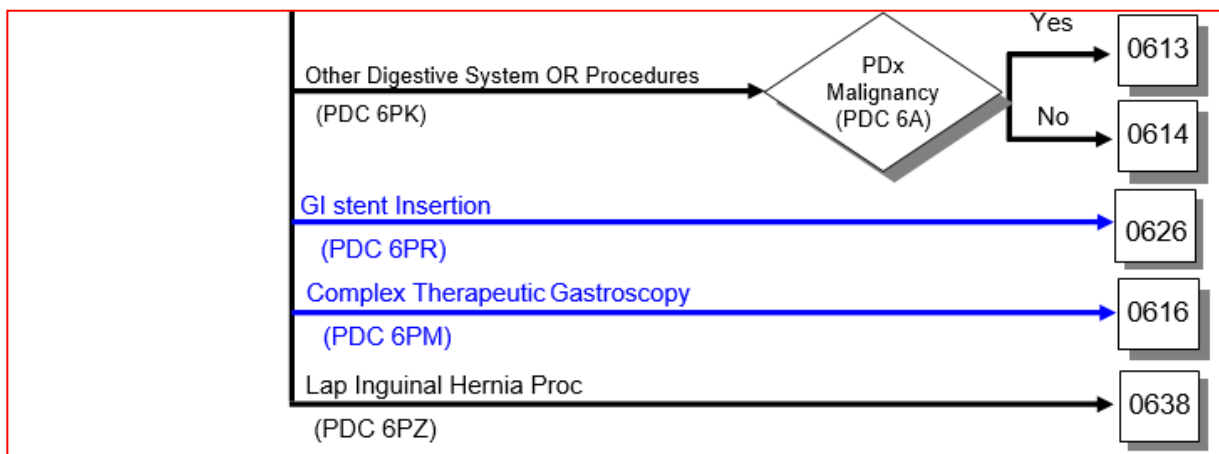 Yes
0613
Other Digestive System OR Procedures
(PDC 6PK)
PDx
Malignancy
(PDC 6A)
No
0614
GI stent Insertion
(PDC 6PR)
0626
Complex Therapeutic Gastroscopy
(PDC 6PM)
0616
Lap Inguinal Hernia Proc
(PDC 6PZ)
0638